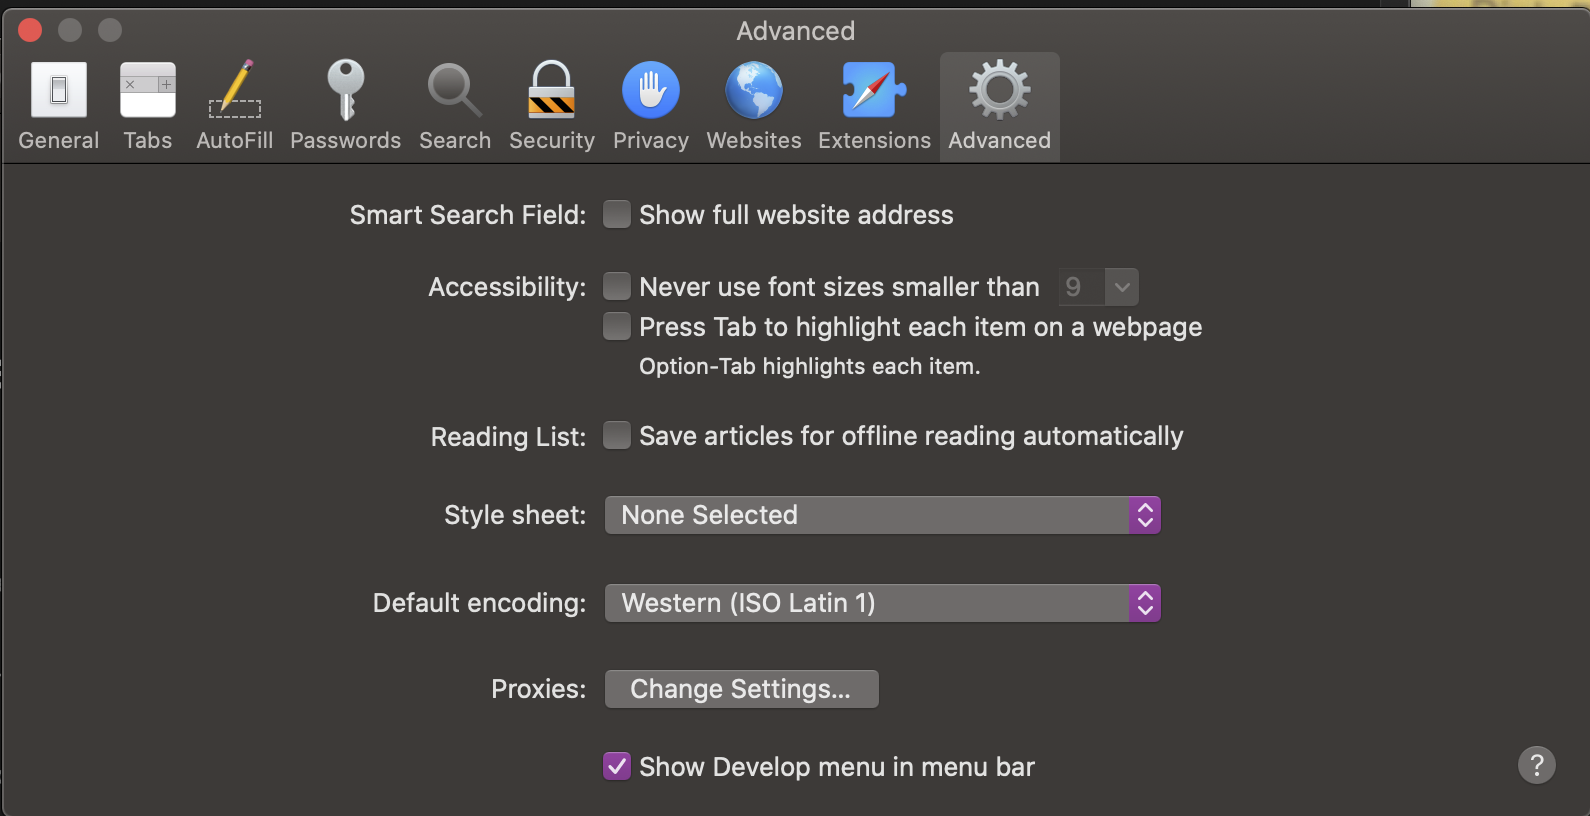 Advanced
General Tabs AutoFill Passwords Search Security Privacy Websites Extensions Advanced
Smart Search Field: Show full website address
Accessibility: Never use font sizes smaller than 9
Press Tab to highlight each item on a webpage
Option-Tab highlights each item.
Reading List: Save articles for offline reading automatically
Style sheet: None Selected
Default encoding: Western (ISO Latin 1)
Proxies: Change Settings...
Show Develop menu in menu bar
?